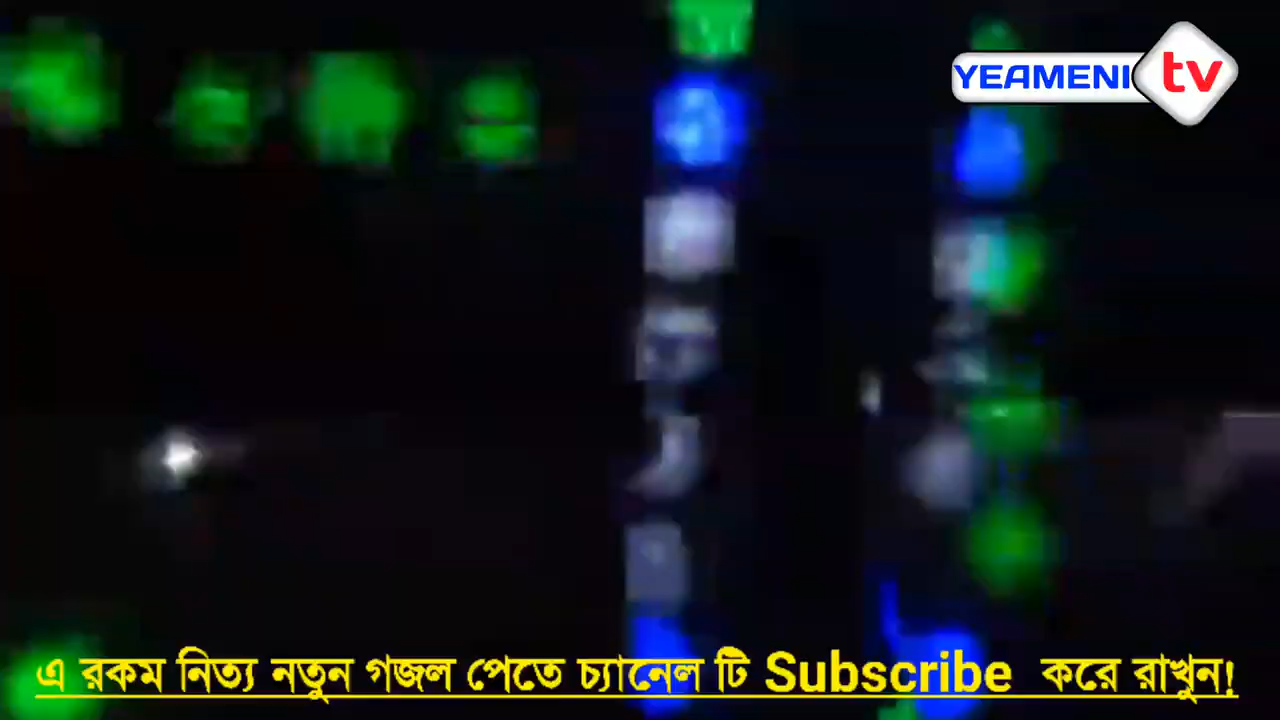 YEAMENI tv
এ রকম নিত্য নতুন গজল পেতে চ্যানেল টি Subscribe করে রাখুন!